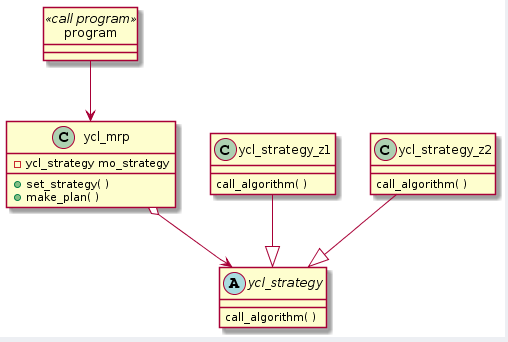 «call program»
program
C ycl_mrp
ycl_strategy mo_strategy
set_strategy( )
make_plan( )
C ycl_strategy_z1
call_algorithm( )
C ycl_strategy_z2
call_algorithm( )
A ycl_strategy
call_algorithm( )